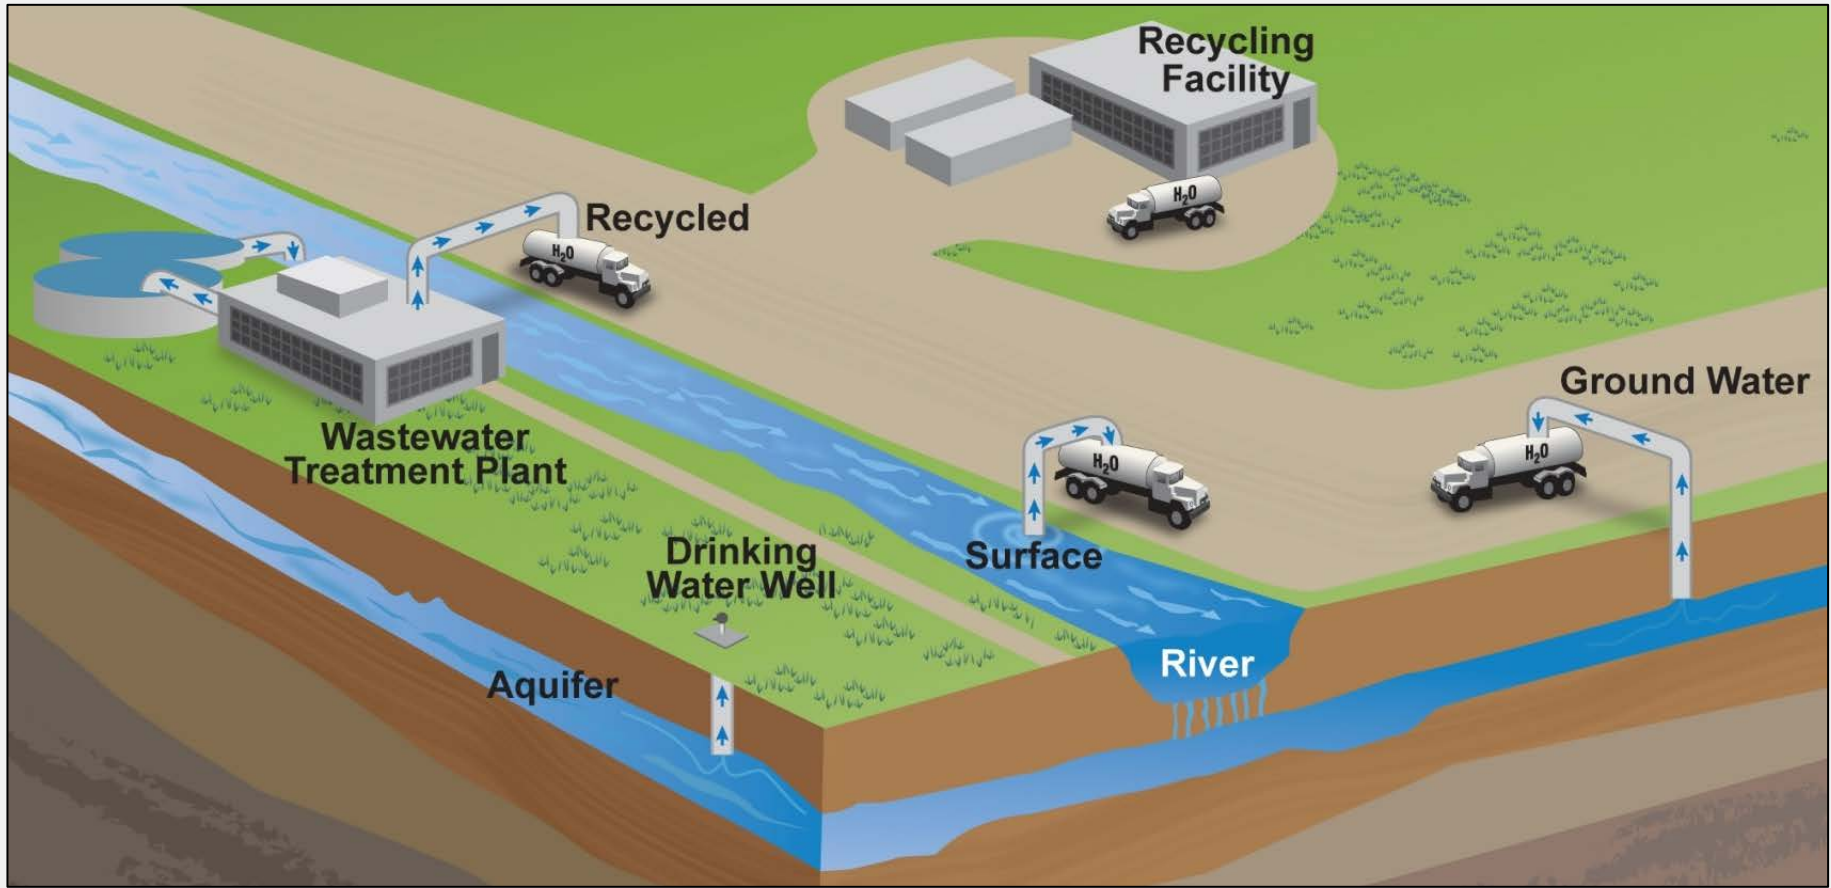 Recycling
Facility
H₂O
Recycled
H₂O
Ground Water
Wastewater
Treatment Plant
H₂O
H₂O
Surface
Drinking
Water Well
River
Aquifer